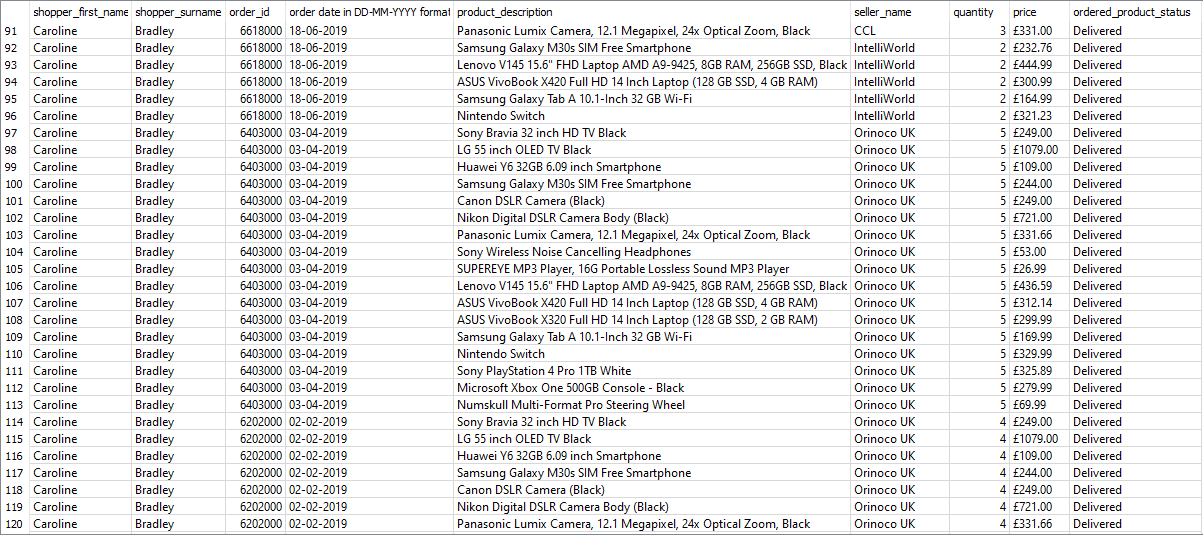 shopper_first_name shopper_surname order_id order date in DD-MM-YYYY format product_description seller_name quantity price ordered_product_status
91 Caroline Bradley 6618000 18-06-2019 Panasonic Lumix Camera, 12.1 Megapixel, 24x Optical Zoom, Black CCL 3 £331.00 Delivered
92 Caroline Bradley 6618000 18-06-2019 Samsung Galaxy M30s SIM Free Smartphone IntelliWorld 2 £232.76 Delivered
93 Caroline Bradley 6618000 18-06-2019 Lenovo V145 15.6" FHD Laptop AMD A9-9425, 8GB RAM, 256GB SSD, Black IntelliWorld 2 £444.99 Delivered
94 Caroline Bradley 6618000 18-06-2019 ASUS VivoBook X420 Full HD 14 Inch Laptop (128 GB SSD, 4 GB RAM) IntelliWorld 2 £300.99 Delivered
95 Caroline Bradley 6618000 18-06-2019 Samsung Galaxy Tab A 10.1-Inch 32 GB Wi-Fi IntelliWorld 2 £164.99 Delivered
96 Caroline Bradley 6618000 18-06-2019 Nintendo Switch IntelliWorld 2 £321.23 Delivered
97 Caroline Bradley 6403000 03-04-2019 Sony Bravia 32 inch HD TV Black Orinoco UK 5 £249.00 Delivered
98 Caroline Bradley 6403000 03-04-2019 LG 55 inch OLED TV Black Orinoco UK 5 £1079.00 Delivered
99 Caroline Bradley 6403000 03-04-2019 Huawei Y6 32GB 6.09 inch Smartphone Orinoco UK 5 £109.00 Delivered
100 Caroline Bradley 6403000 03-04-2019 Samsung Galaxy M30s SIM Free Smartphone Orinoco UK 5 £244.00 Delivered
101 Caroline Bradley 6403000 03-04-2019 Canon DSLR Camera (Black) Orinoco UK 5 £249.00 Delivered
102 Caroline Bradley 6403000 03-04-2019 Nikon Digital DSLR Camera Body (Black) Orinoco UK 5 £721.00 Delivered
103 Caroline Bradley 6403000 03-04-2019 Panasonic Lumix Camera, 12.1 Megapixel, 24x Optical Zoom, Black Orinoco UK 5 £331.66 Delivered
104 Caroline Bradley 6403000 03-04-2019 Sony Wireless Noise Cancelling Headphones Orinoco UK 5 £53.00 Delivered
105 Caroline Bradley 6403000 03-04-2019 SUPEREYE MP3 Player, 16G Portable Lossless Sound MP3 Player Orinoco UK 5 £26.99 Delivered
106 Caroline Bradley 6403000 03-04-2019 Lenovo V145 15.6" FHD Laptop AMD A9-9425, 8GB RAM, 256GB SSD, Black Orinoco UK 5 £436.59 Delivered
107 Caroline Bradley 6403000 03-04-2019 ASUS VivoBook X420 Full HD 14 Inch Laptop (128 GB SSD, 4 GB RAM) Orinoco UK 5 £312.14 Delivered
108 Caroline Bradley 6403000 03-04-2019 ASUS VivoBook X320 Full HD 14 Inch Laptop (128 GB SSD, 2 GB RAM) Orinoco UK 5 £299.99 Delivered
109 Caroline Bradley 6403000 03-04-2019 Samsung Galaxy Tab A 10.1-Inch 32 GB Wi-Fi Orinoco UK 5 £169.99 Delivered
110 Caroline Bradley 6403000 03-04-2019 Nintendo Switch Orinoco UK 5 £329.99 Delivered
111 Caroline Bradley 6403000 03-04-2019 Sony PlayStation 4 Pro 1TB White Orinoco UK 5 £325.89 Delivered
112 Caroline Bradley 6403000 03-04-2019 Microsoft Xbox One 500GB Console - Black Orinoco UK 5 £279.99 Delivered
113 Caroline Bradley 6403000 03-04-2019 Numskull Multi-Format Pro Steering Wheel Orinoco UK 5 £69.99 Delivered
114 Caroline Bradley 6202000 02-02-2019 Sony Bravia 32 inch HD TV Black Orinoco UK 4 £249.00 Delivered
115 Caroline Bradley 6202000 02-02-2019 LG 55 inch OLED TV Black Orinoco UK 4 £1079.00 Delivered
116 Caroline Bradley 6202000 02-02-2019 Huawei Y6 32GB 6.09 inch Smartphone Orinoco UK 4 £109.00 Delivered
117 Caroline Bradley 6202000 02-02-2019 Samsung Galaxy M30s SIM Free Smartphone Orinoco UK 4 £244.00 Delivered
118 Caroline Bradley 6202000 02-02-2019 Canon DSLR Camera (Black) Orinoco UK 4 £249.00 Delivered
119 Caroline Bradley 6202000 02-02-2019 Nikon Digital DSLR Camera Body (Black) Orinoco UK 4 £721.00 Delivered
120 Caroline Bradley 6202000 02-02-2019 Panasonic Lumix Camera, 12.1 Megapixel, 24x Optical Zoom, Black Orinoco UK 4 £331.66 Delivered